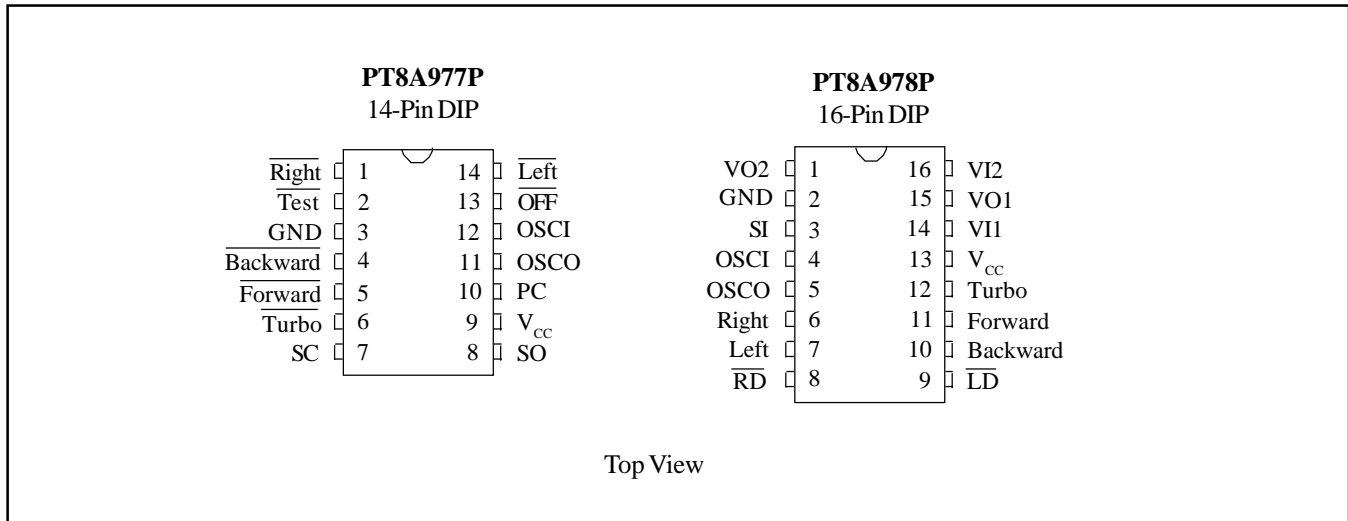 PT8A977P
14-Pin DIP
Right 1 14 Left
Test 2 13 OFF
GND 3 12 OSCI
Backward 4 11 OSCO
Forward 5 10 PC
Turbo 6 9 VCC
SC 7 8 SO
PT8A978P
16-Pin DIP
VO2 1 16 VI2
GND 2 15 VO1
SI 3 14 VI1
OSCI 4 13 VCC
OSCO 5 12 Turbo
Right 6 11 Forward
Left 7 10 Backward
RD 8 9 LD
Top View